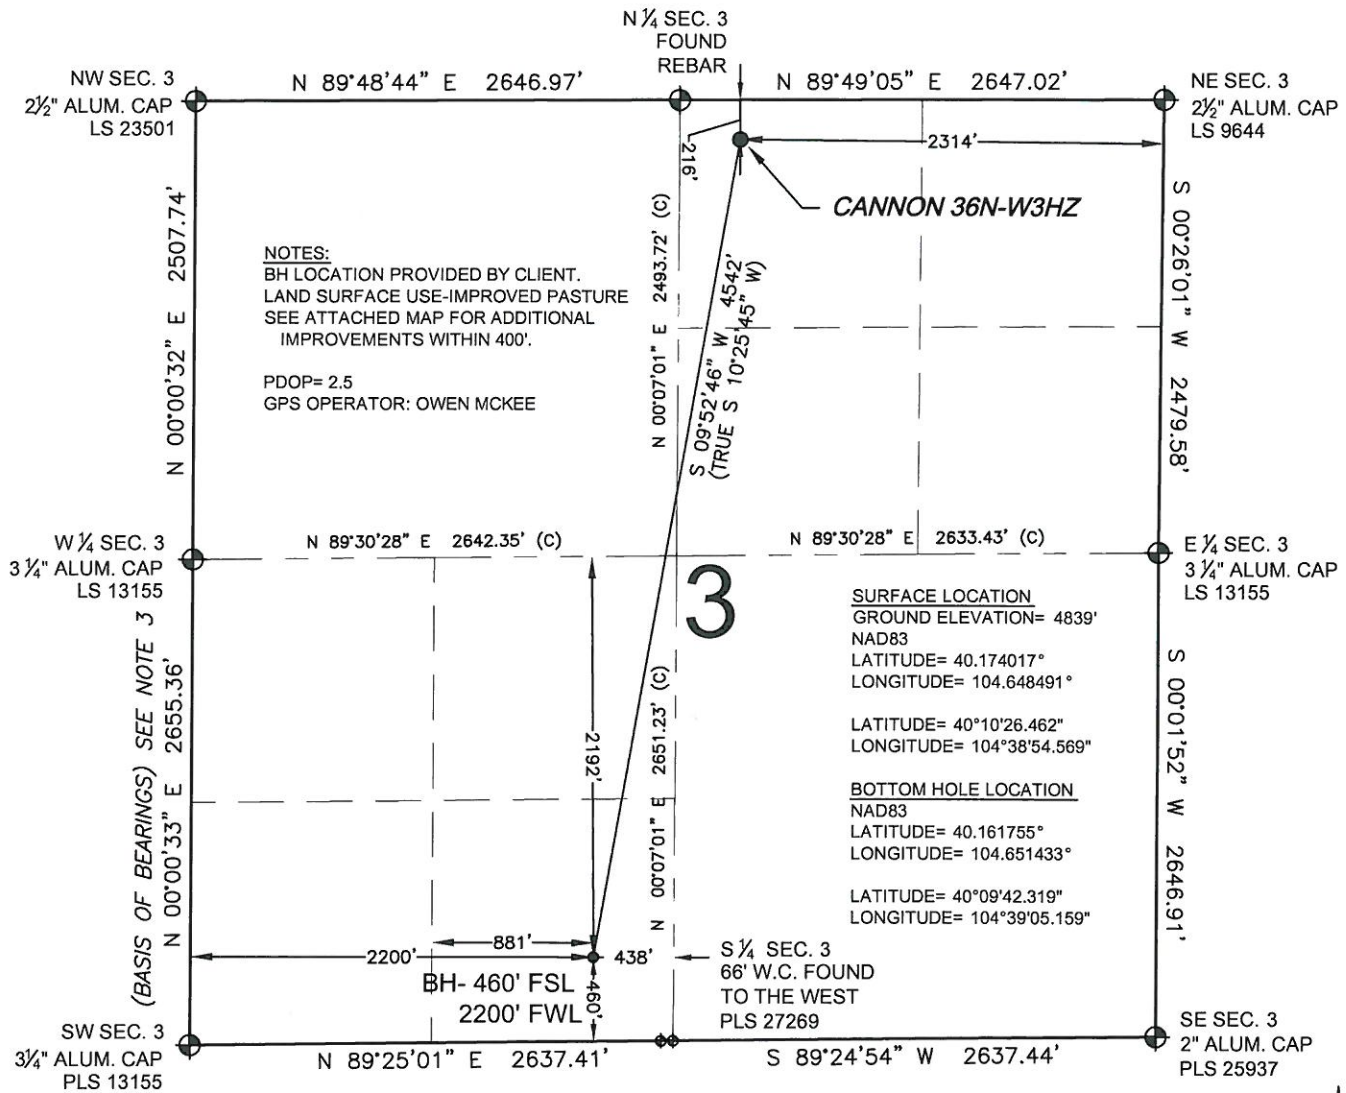 N ¼ SEC. 3
FOUND
REBAR
NW SEC. 3
2½" ALUM. CAP
LS 23501
N 89°48'44" E 2646.97'
N 89°49'05" E 2647.02'
NE SEC. 3
2½" ALUM. CAP
LS 9644
216'
2314'
CANNON 36N-W3HZ
N 00°00'32" E 2507.74'
NOTES:
BH LOCATION PROVIDED BY CLIENT.
LAND SURFACE USE-IMPROVED PASTURE
SEE ATTACHED MAP FOR ADDITIONAL
IMPROVEMENTS WITHIN 400'.
PDOP= 2.5
GPS OPERATOR: OWEN MCKEE
N 00°07'01" E 2493.72' (C)
S 09°52'46" W 4542'
(TRUE S 10°25'45" W)
S 00°26'01" W 2479.58'
W ¼ SEC. 3
3 ¼" ALUM. CAP
LS 13155
N 89°30'28" E 2642.35' (C)
N 89°30'28" E 2633.43' (C)
E ¼ SEC. 3
3 ¼" ALUM. CAP
LS 13155
3
SURFACE LOCATION
GROUND ELEVATION= 4839'
NAD83
LATITUDE= 40.174017°
LONGITUDE= 104.648491°
LATITUDE= 40°10'26.462"
LONGITUDE= 104°38'54.569"
BOTTOM HOLE LOCATION
NAD83
LATITUDE= 40.161755°
LONGITUDE= 104.651433°
LATITUDE= 40°09'42.319"
LONGITUDE= 104°39'05.159"
(BASIS OF BEARINGS) SEE NOTE 3
N 00°00'33" E 2655.36'
2192'
N 00°07'01" E 2651.23' (C)
S 00°01'52" W 2646.91'
881'
2200'
438'
BH- 460' FSL
2200' FWL
460'
S ¼ SEC. 3
66' W.C. FOUND
TO THE WEST
PLS 27269
SW SEC. 3
3¼" ALUM. CAP
PLS 13155
N 89°25'01" E 2637.41'
S 89°24'54" W 2637.44'
SE SEC. 3
2" ALUM. CAP
PLS 25937